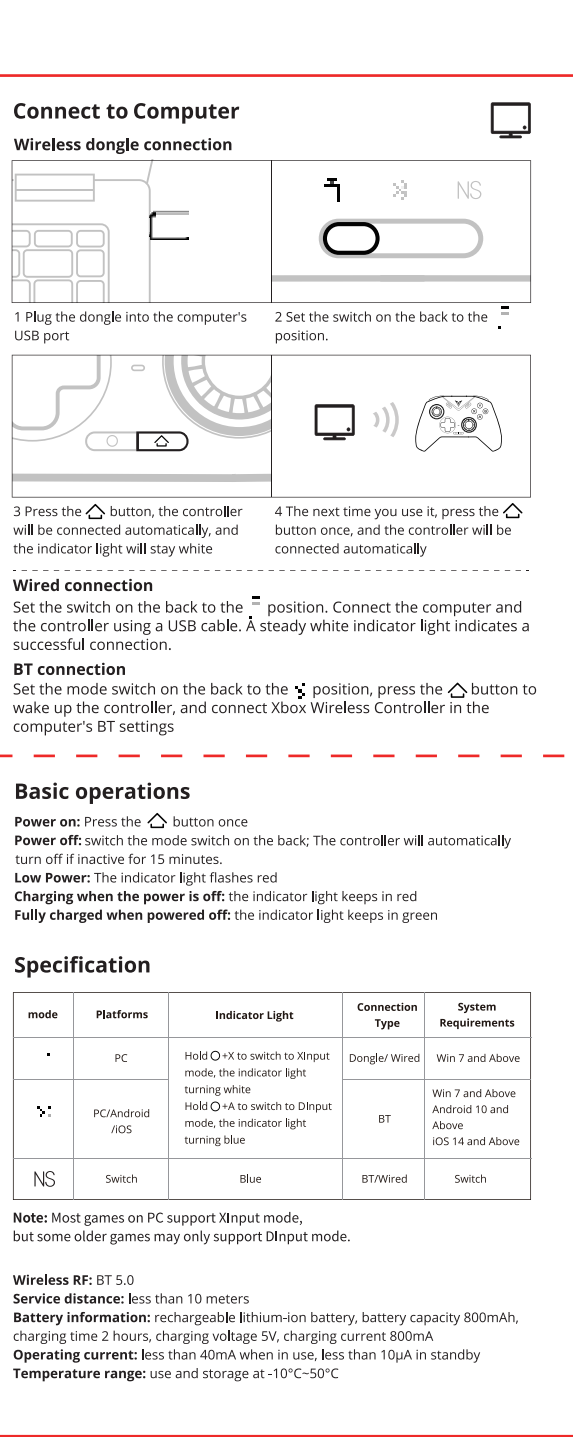 Connect to Computer
Wireless dongle connection
NS
1 Plug the dongle into the computer's
USB port
2 Set the switch on the back to the
position.
3 Press the button, the controller
will be connected automatically, and
the indicator light will stay white
4 The next time you use it, press the
button once, and the controller will be
connected automatically
Wired connection
Set the switch on the back to the position. Connect the computer and
the controller using a USB cable. A steady white indicator light indicates a
successful connection.
BT connection
Set the mode switch on the back to the position, press the button to
wake up the controller, and connect Xbox Wireless Controller in the
computer's BT settings
Basic operations
Power on: Press the button once
Power off: switch the mode switch on the back; The controller will automatically
turn off if inactive for 15 minutes.
Low Power: The indicator light flashes red
Charging when the power is off: the indicator light keeps in red
Fully charged when powered off: the indicator light keeps in green
Specification
mode Platforms Indicator Light Connection Type System Requirements
PC
Hold O+X to switch to XInput
mode, the indicator light
turning white
Hold O+A to switch to DInput
mode, the indicator light
turning blue
Dongle/ Wired
Win 7 and Above
PC/Android
/iOS
BT
Win 7 and Above
Android 10 and
Above
iOS 14 and Above
NS Switch Blue BT/Wired Switch
Note: Most games on PC support XInput mode,
but some older games may only support DInput mode.
Wireless RF: BT 5.0
Service distance: less than 10 meters
Battery information: rechargeable lithium-ion battery, battery capacity 800mAh,
charging time 2 hours, charging voltage 5V, charging current 800mA
Operating current: less than 40mA when in use, less than 10μA in standby
Temperature range: use and storage at -10°C~50°C